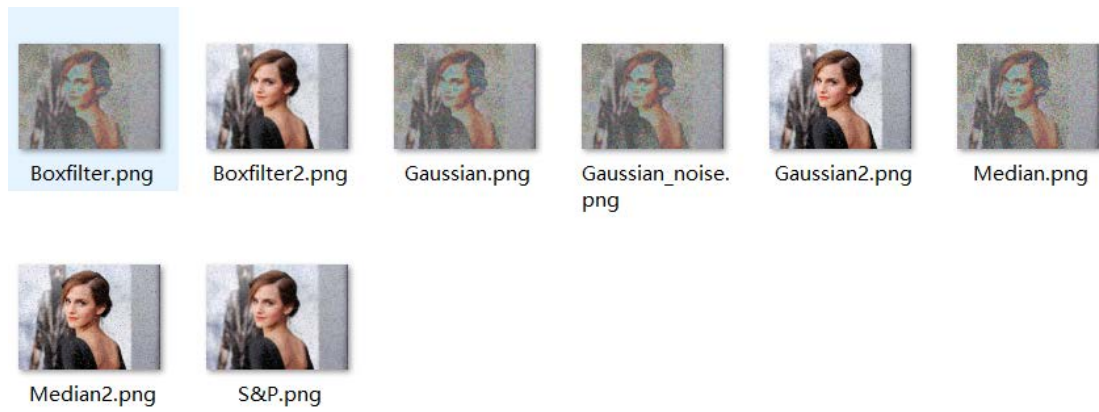 Boxfilter.png
Boxfilter2.png
Gaussian.png
Gaussian_noise.
png
Gaussian2.png
Median.png
Median2.png
S&P.png